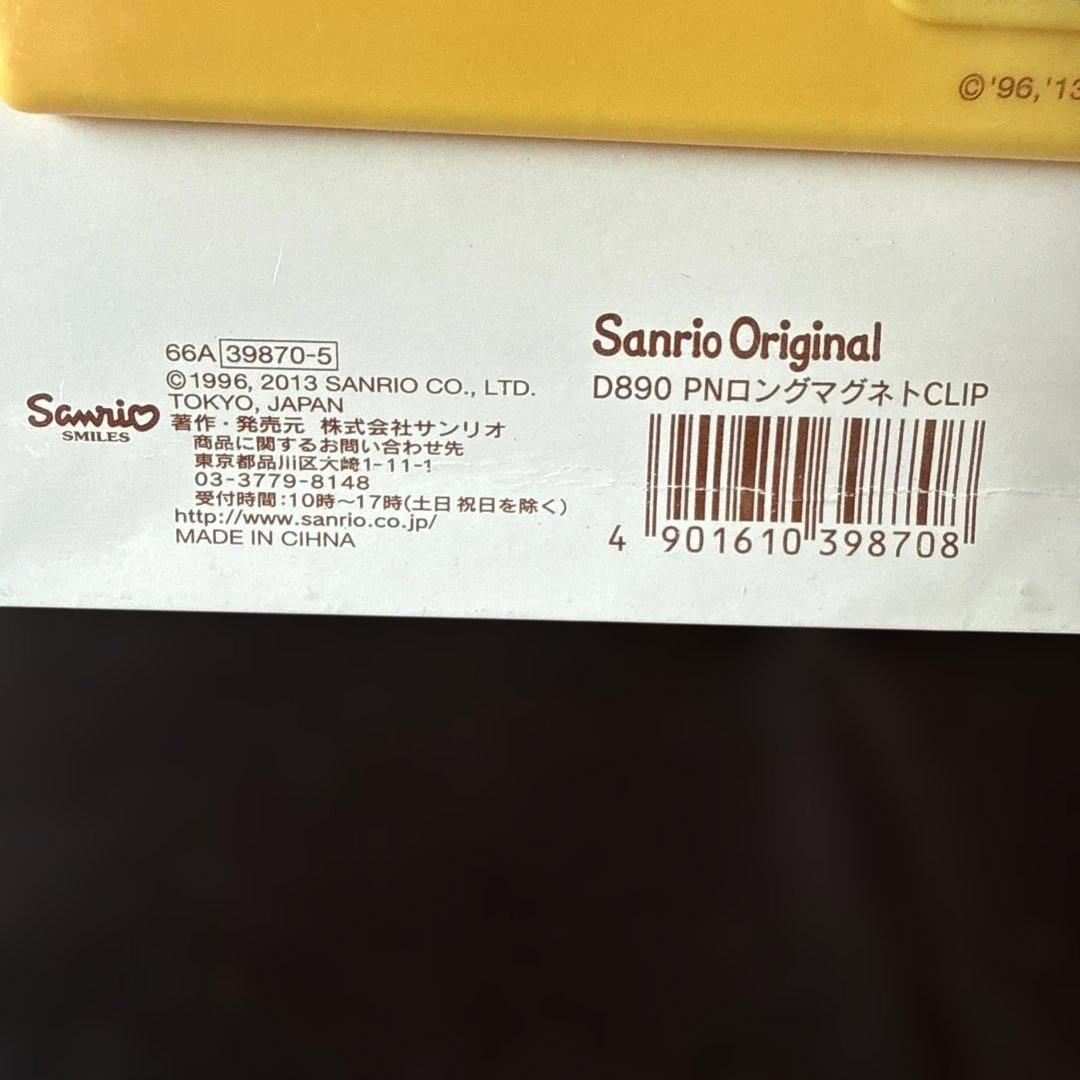 ©'96,'13
66A 39870-5
©1996, 2013 SANRIO CO., LTD.
TOKYO, JAPAN
Sanrio
SMILES
著作・発売元 株式会社サンリオ
商品に関するお問い合わせ先
東京都品川区大崎1-11-1
03-3779-8148
受付時間:10時〜17時(土日 祝日を除く)
http://www.sanrio.co.jp/
MADE IN CIHNA
Sanrio Original
D890 PNロングマグネトCLIP
4 901610 398708